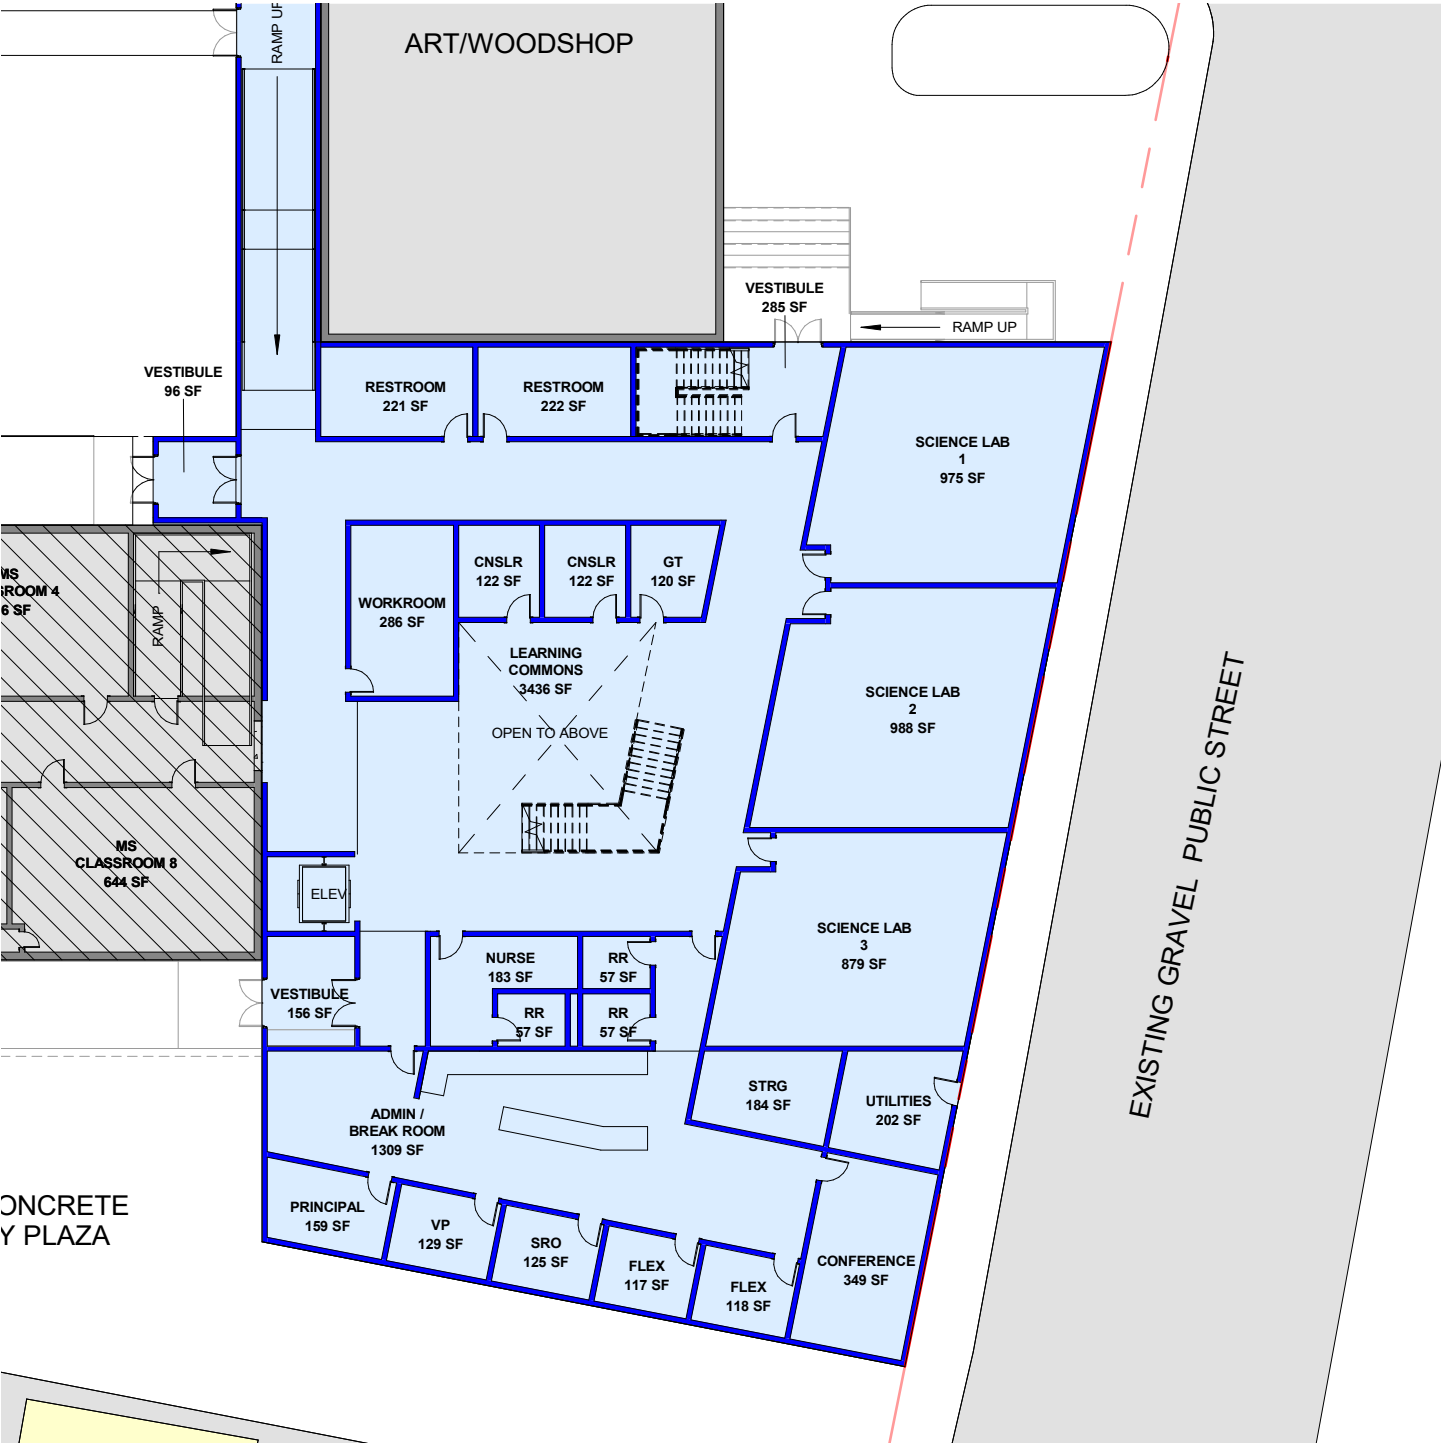 RAMP UP
ART/WOODSHOP
VESTIBULE
285 SF
RAMP UP
VESTIBULE
96 SF
RESTROOM
221 SF
RESTROOM
222 SF
SCIENCE LAB
1
975 SF
CNSLR
122 SF
CNSLR
122 SF
GT
120 SF
WORKROOM
286 SF
MS
SROOM 4
6 SF
RAMP
LEARNING
COMMONS
3436 SF
OPEN TO ABOVE
SCIENCE LAB
2
988 SF
EXISTING GRAVEL PUBLIC STREET
MS
CLASSROOM 8
644 SF
ELEV
SCIENCE LAB
3
879 SF
NURSE
183 SF
RR
57 SF
RR
57 SF
RR
57 SF
VESTIBULE
156 SF
STRG
184 SF
UTILITIES
202 SF
ADMIN /
BREAK ROOM
1309 SF
PRINCIPAL
159 SF
VP
129 SF
SRO
125 SF
FLEX
117 SF
FLEX
118 SF
CONFERENCE
349 SF
ONCRETE
Y PLAZA